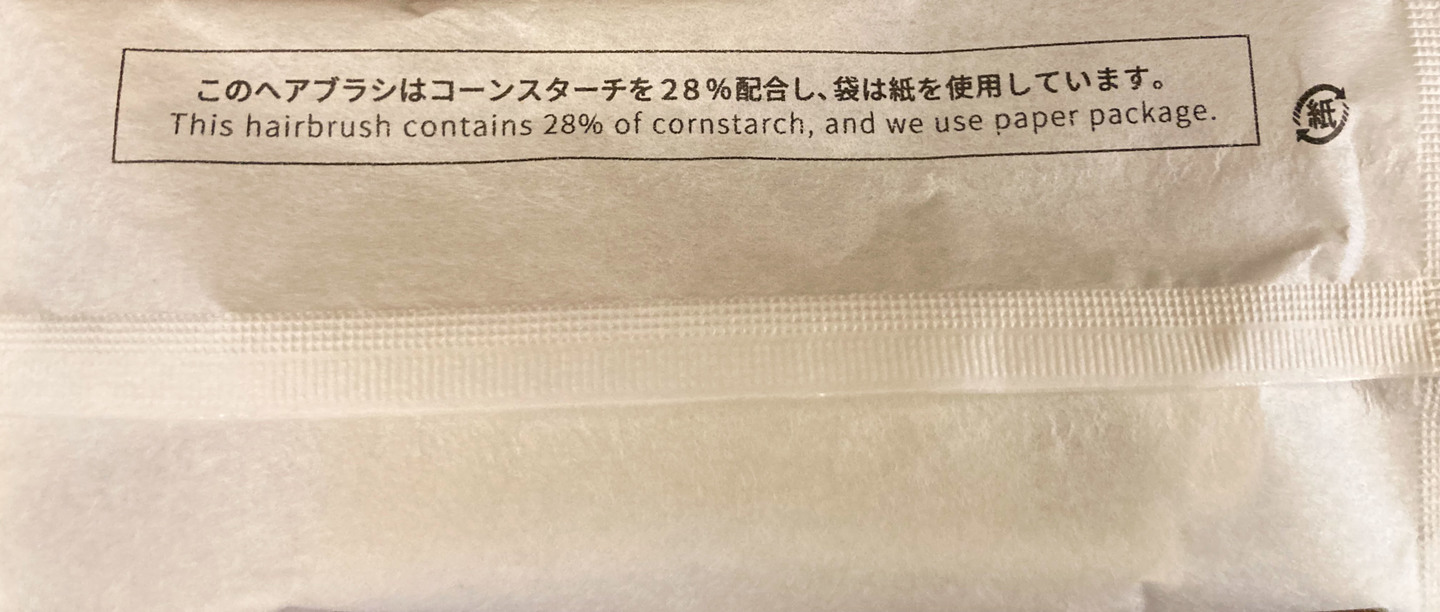 このヘアブラシはコーンスターチを28%配合し、袋は紙を使用しています。
This hairbrush contains 28% of cornstarch, and we use paper package.
紙